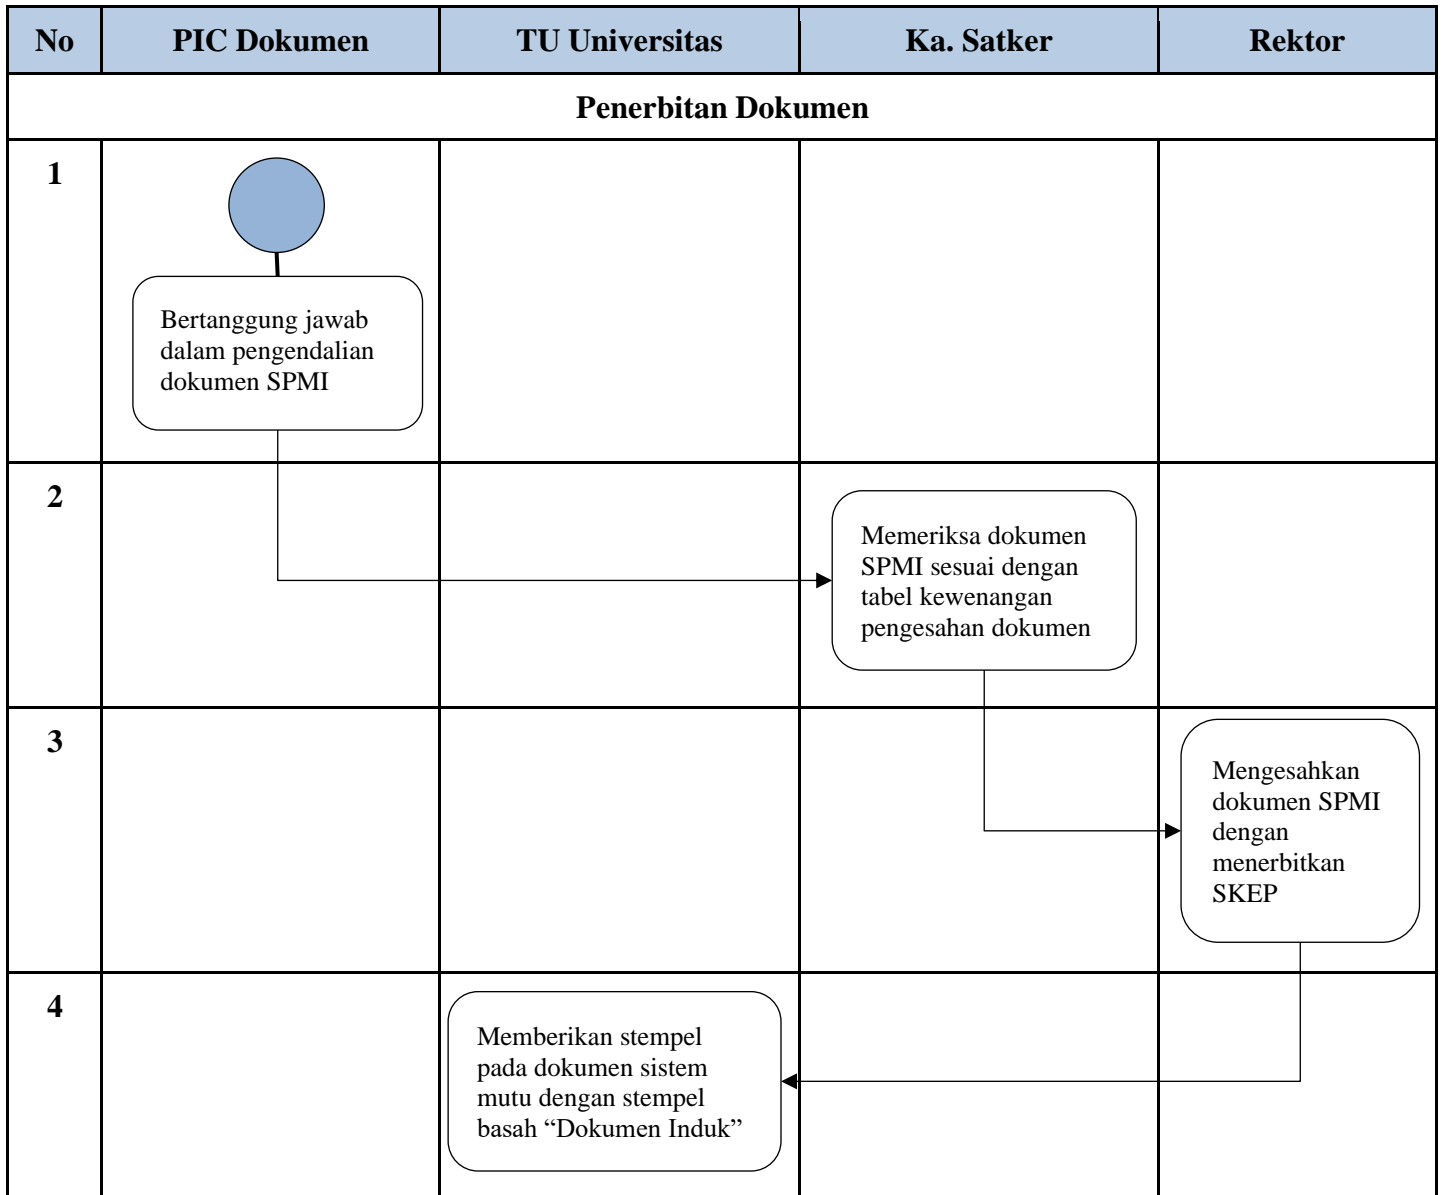 No PIC Dokumen TU Universitas Ka. Satker Rektor
Penerbitan Dokumen
1
Bertanggung jawab
dalam pengendalian
dokumen SPMI
2
Memeriksa dokumen
SPMI sesuai dengan
tabel kewenangan
pengesahan dokumen
3
Mengesahkan
dokumen SPMI
dengan
menerbitkan
SKEP
4
Memberikan stempel
pada dokumen sistem
mutu dengan stempel
basah “Dokumen Induk”